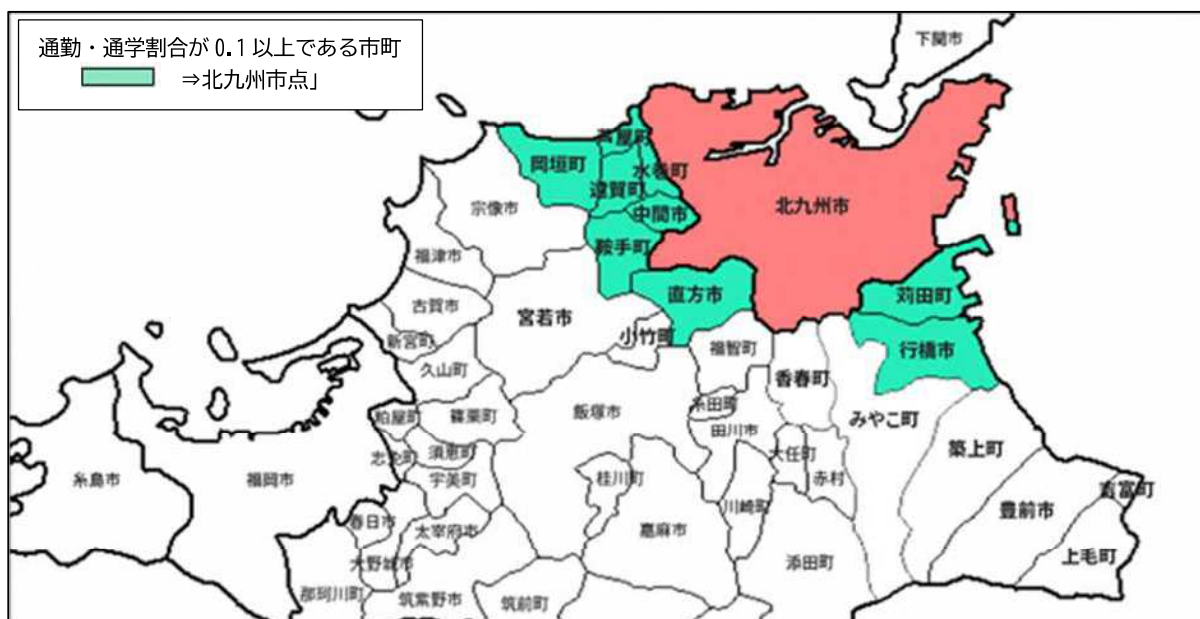 通勤・通学割合が0.1以上である市町
⇒北九州市点」
下関市
芦屋町
岡垣町
水巻町
遠賀町
宗像市
中間市
北九州市
鞍手町
福津市
直方市
苅田町
古賀市
宮若市
小竹町
新宮町
福智町
行橋市
久山町
香春町
糸田町
飯塚市
粕屋町
篠栗町
みやこ町
田川市
築上町
志免町
須恵町
大任町
糸島市
福岡市
宇美町
桂川町
赤村
吉富町
川崎町
豊前市
春日市
太宰府市
嘉麻市
上毛町
大野城市
添田町
那珂川町
筑紫野市
筑前町